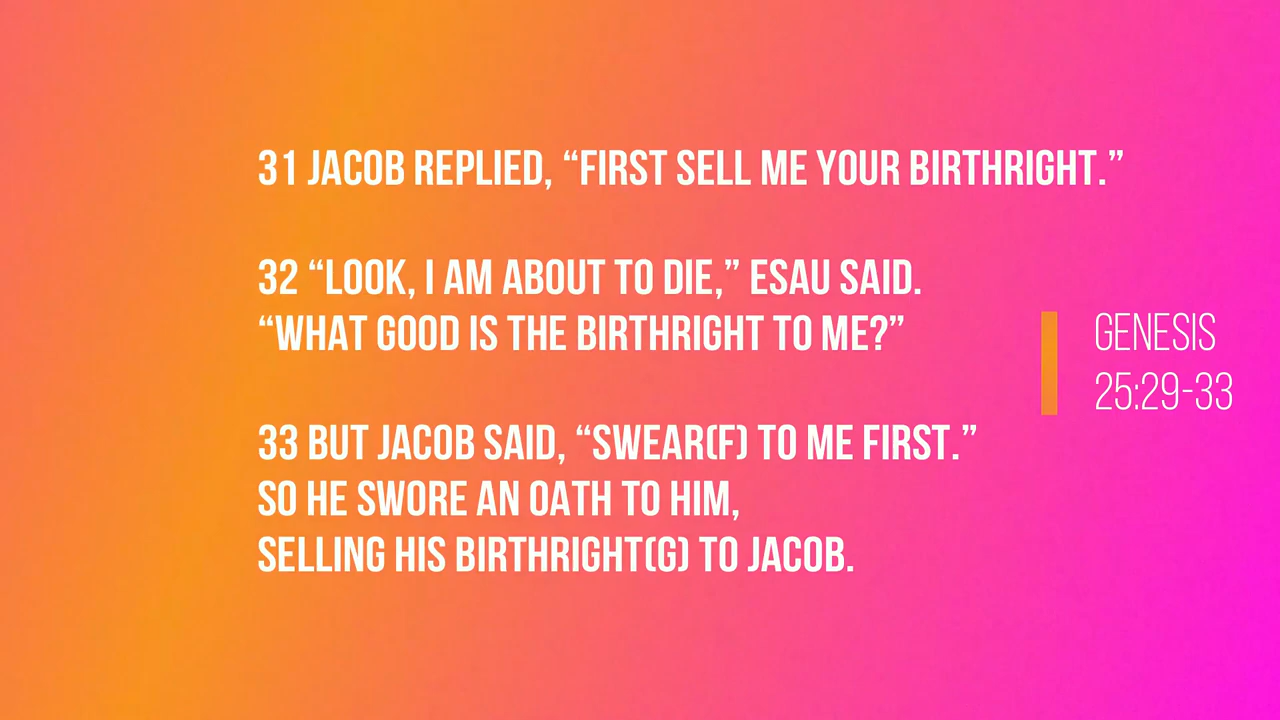 31 JACOB REPLIED, “FIRST SELL ME YOUR BIRTHRIGHT.”
32 “LOOK, I AM ABOUT TO DIE,” ESAU SAID.
“WHAT GOOD IS THE BIRTHRIGHT TO ME?”
33 BUT JACOB SAID, “SWEAR(F) TO ME FIRST.”
SO HE SWORE AN OATH TO HIM,
SELLING HIS BIRTHRIGHT(G) TO JACOB.
GENESIS
25:29-33